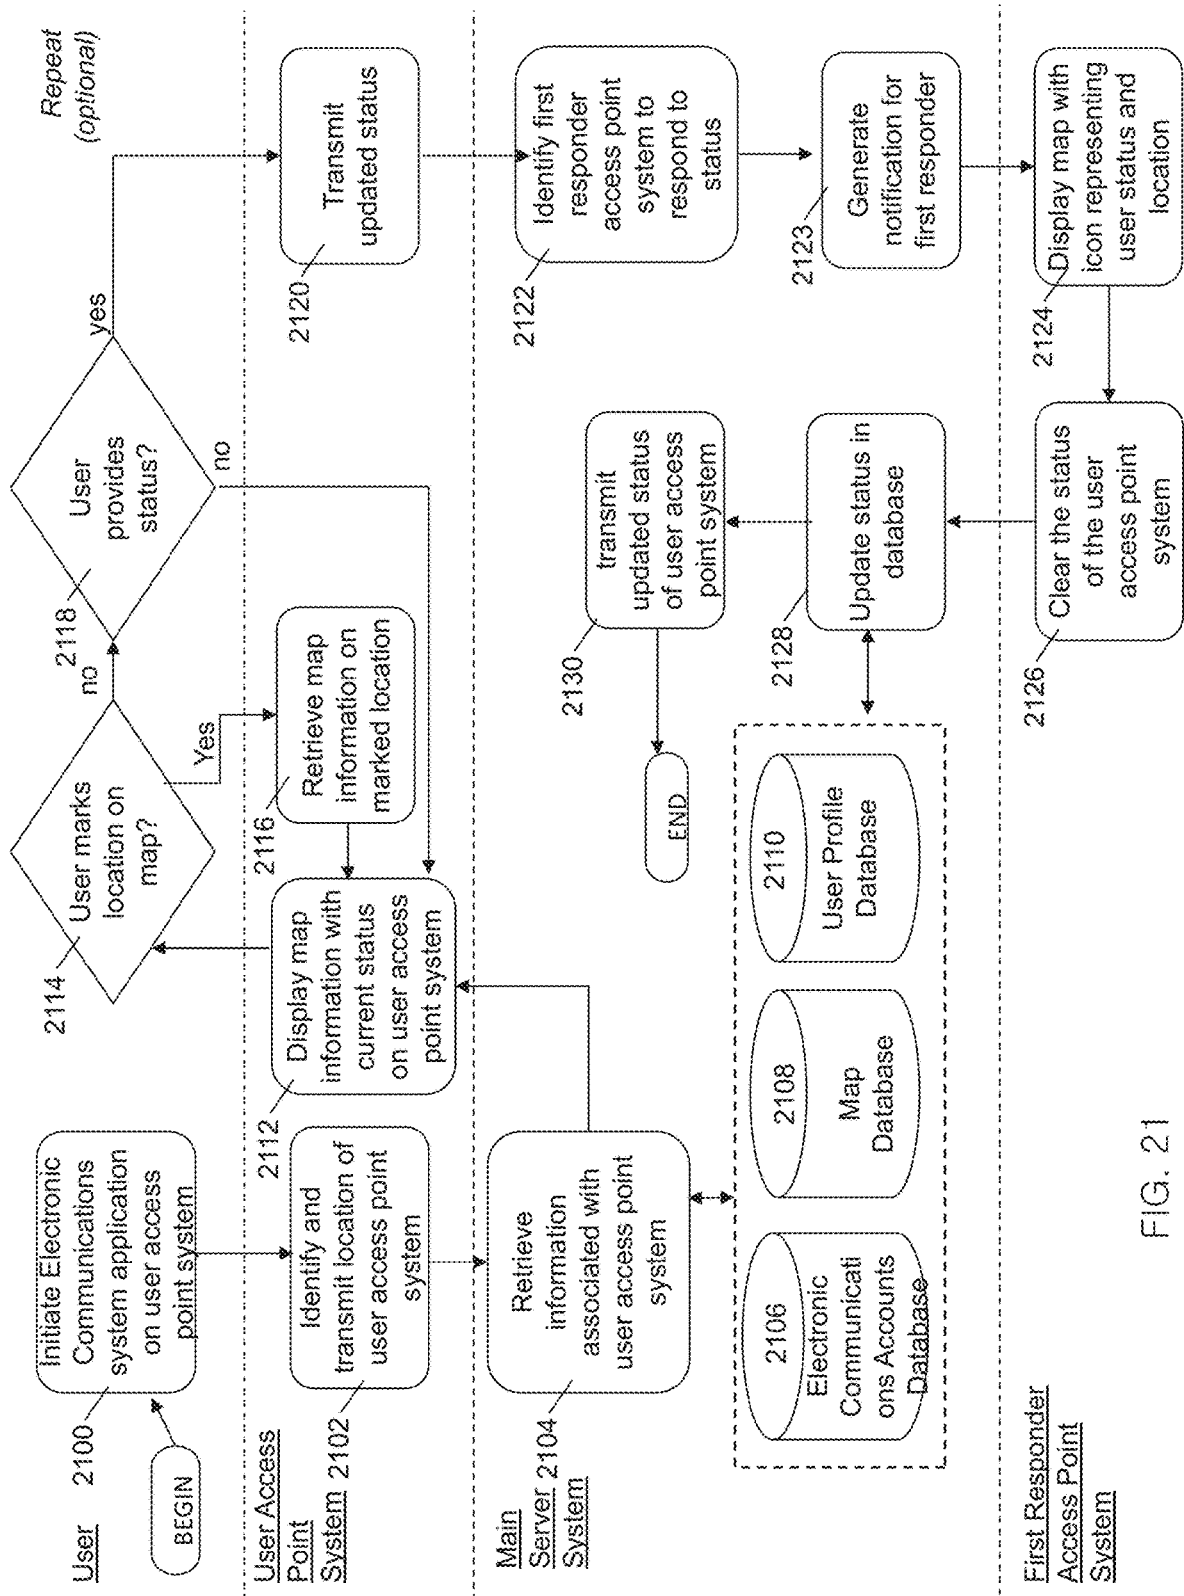 User
BEGIN
2100
Initiate Electronic
Communications
system application
on user access
point system
2114
User marks
location on
map?
no
Yes
2118
User
provides
status?
no
yes
Repeat
(optional)
User Access
Point
System
2102
Identify and
transmit location of
user access point
system
2112
Display map
information with
current status
on user access
point system
2116
Retrieve map
information on
marked location
2120
Transmit
updated status
Main
Server
System
2104
Retrieve
information
associated with
user access point
system
2106
Electronic
Communicati
ons Accounts
Database
2108
Map
Database
2110
User Profile
Database
END
2130
transmit
updated status
of user access
point system
2128
Update status in
database
2122
Identify first
responder
access point
system to
respond to
status
2123
Generate
notification for
first responder
First Responder
Access Point
System
2126
Clear the status
of the user
access point
system
2124
Display map with
icon representing
user status and
location
FIG. 21